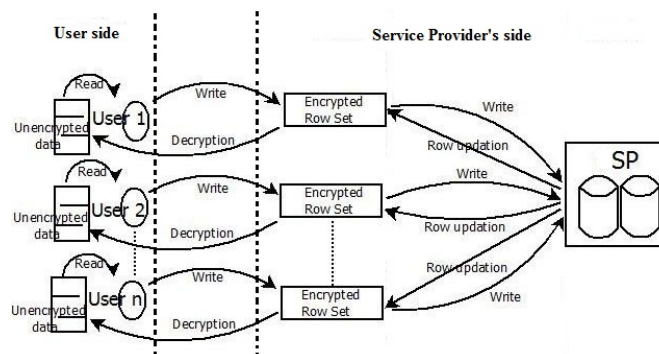 User side
Service Provider's side
Read
User 1
Unencrypted
data
Write
Decryption
Encrypted
Row Set
Write
Row updation
SP
Read
User 2
Unencrypted
data
Write
Decryption
Encrypted
Row Set
Write
Row updation
Read
User n
Unencrypted
data
Write
Decryption
Encrypted
Row Set
Row updation
Write